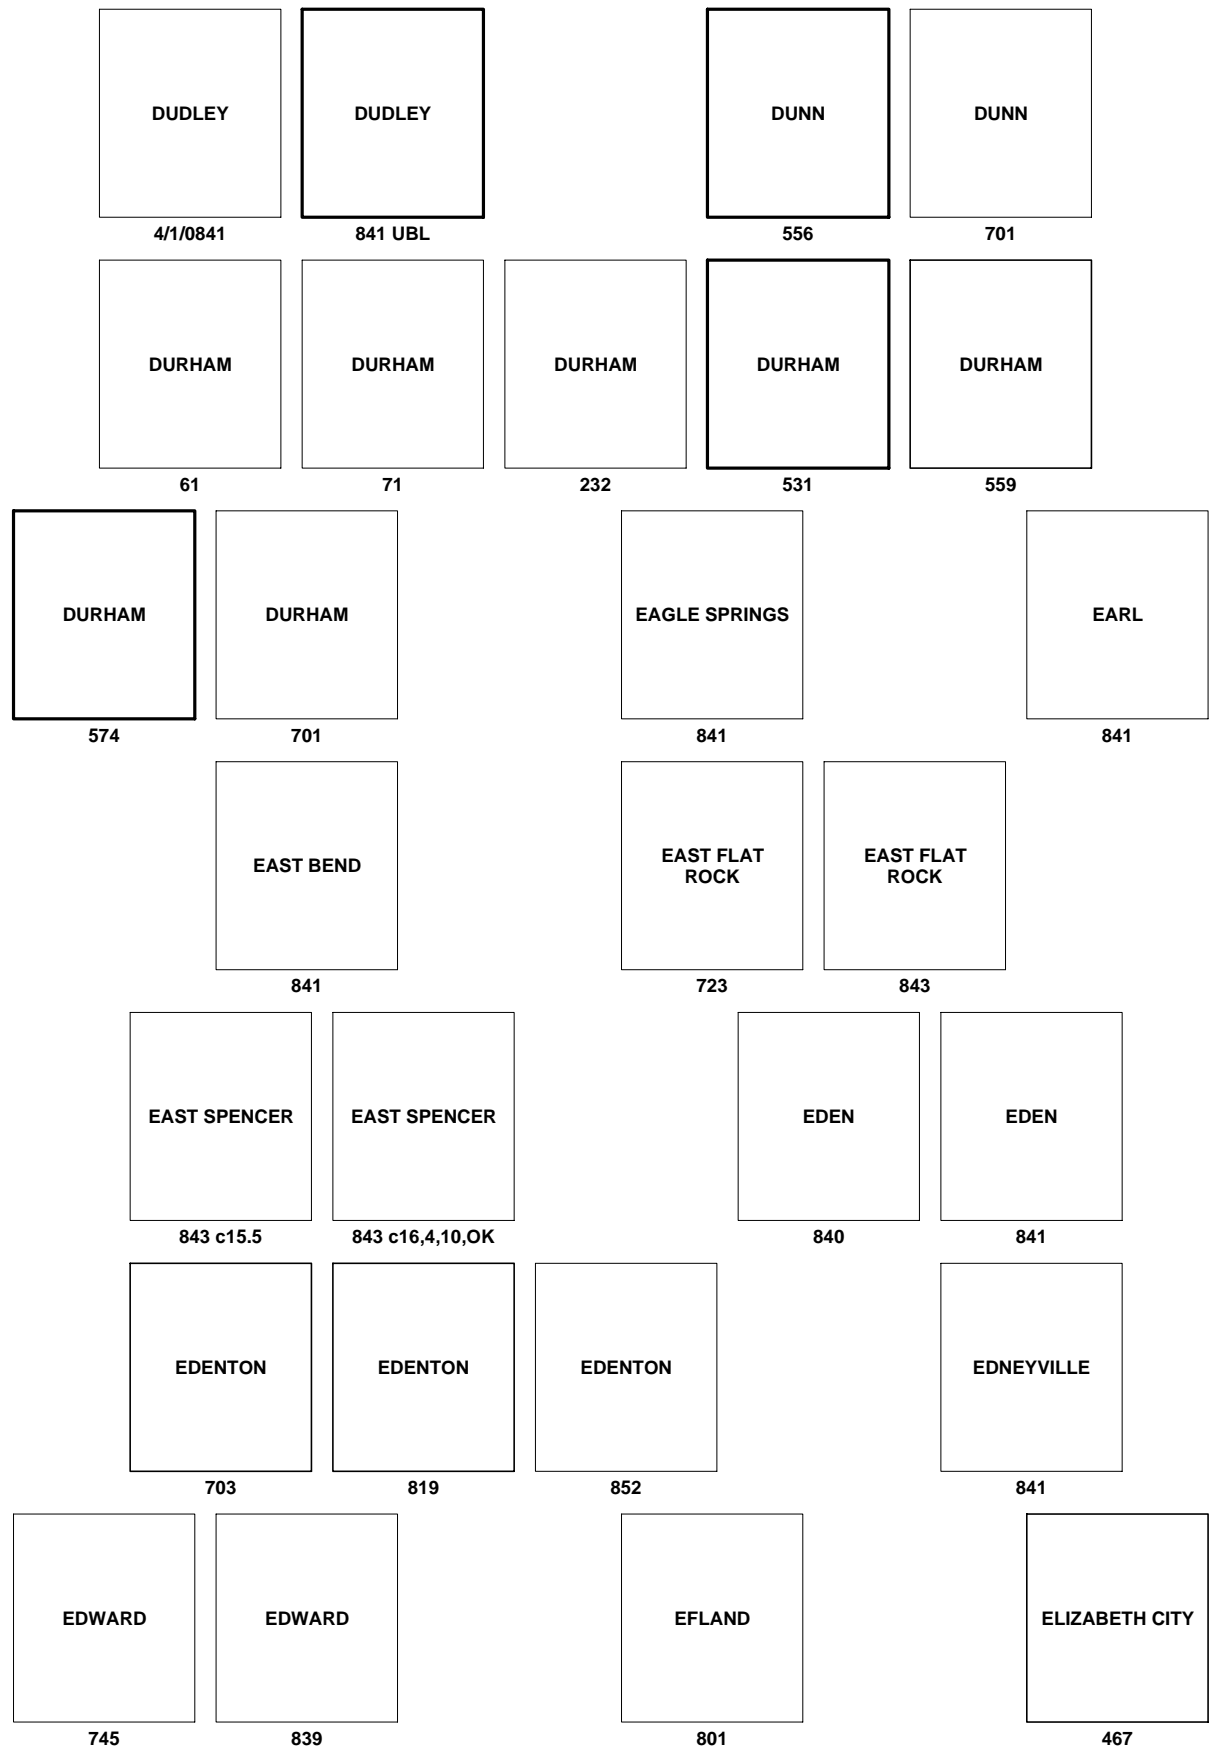 DUDLEY
4/1/0841
DUDLEY
841 UBL
DUNN
556
DUNN
701
DURHAM
61
DURHAM
71
DURHAM
232
DURHAM
531
DURHAM
559
DURHAM
574
DURHAM
701
EAGLE SPRINGS
841
EARL
841
EAST BEND
841
EAST FLAT
ROCK
723
EAST FLAT
ROCK
843
EAST SPENCER
843 c15.5
EAST SPENCER
843 c16,4,10,OK
EDEN
840
EDEN
841
EDENTON
703
EDENTON
819
EDENTON
852
EDNEYVILLE
841
EDWARD
745
EDWARD
839
EFLAND
801
ELIZABETH CITY
467